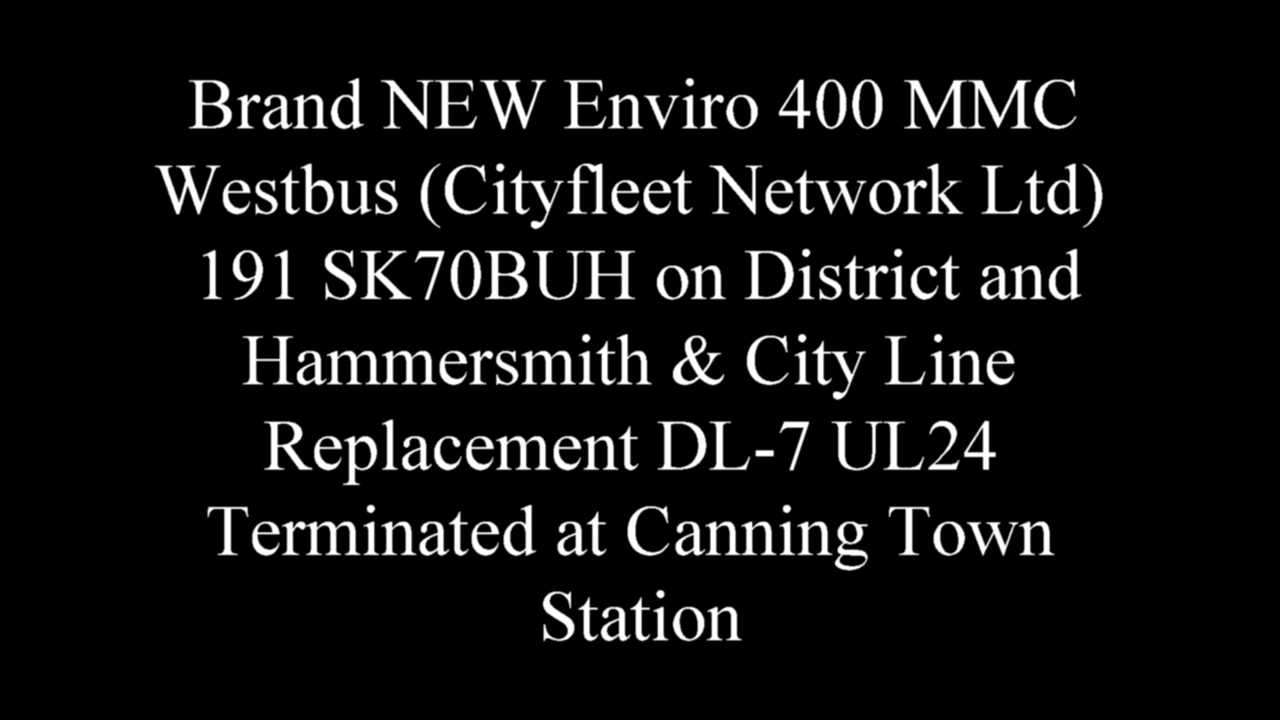 Brand NEW Enviro 400 MMC
Westbus (Cityfleet Network Ltd)
191 SK70BUH on District and
Hammersmith & City Line
Replacement DL-7 UL24
Terminated at Canning Town
Station